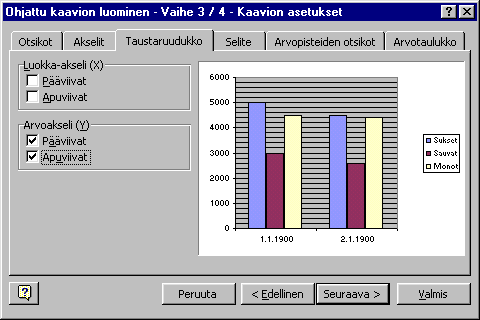 Ohjattu kaavion luominen - Vaihe 3 / 4 - Kaavion asetukset
Otsikot Akselit Taustaruudukko Selite Arvopisteiden otsikot Arvotaulukko
Luokka-akseli (X)
Pääviivat
Apuviivat
Arvoakseli (Y)
Pääviivat
Apuviivat
6000
5000
4000
3000
2000
1000
0
1.1.1900 2.1.1900
Sukset
Sauvat
Monot
Peruuta < Edellinen Seuraava > Valmis